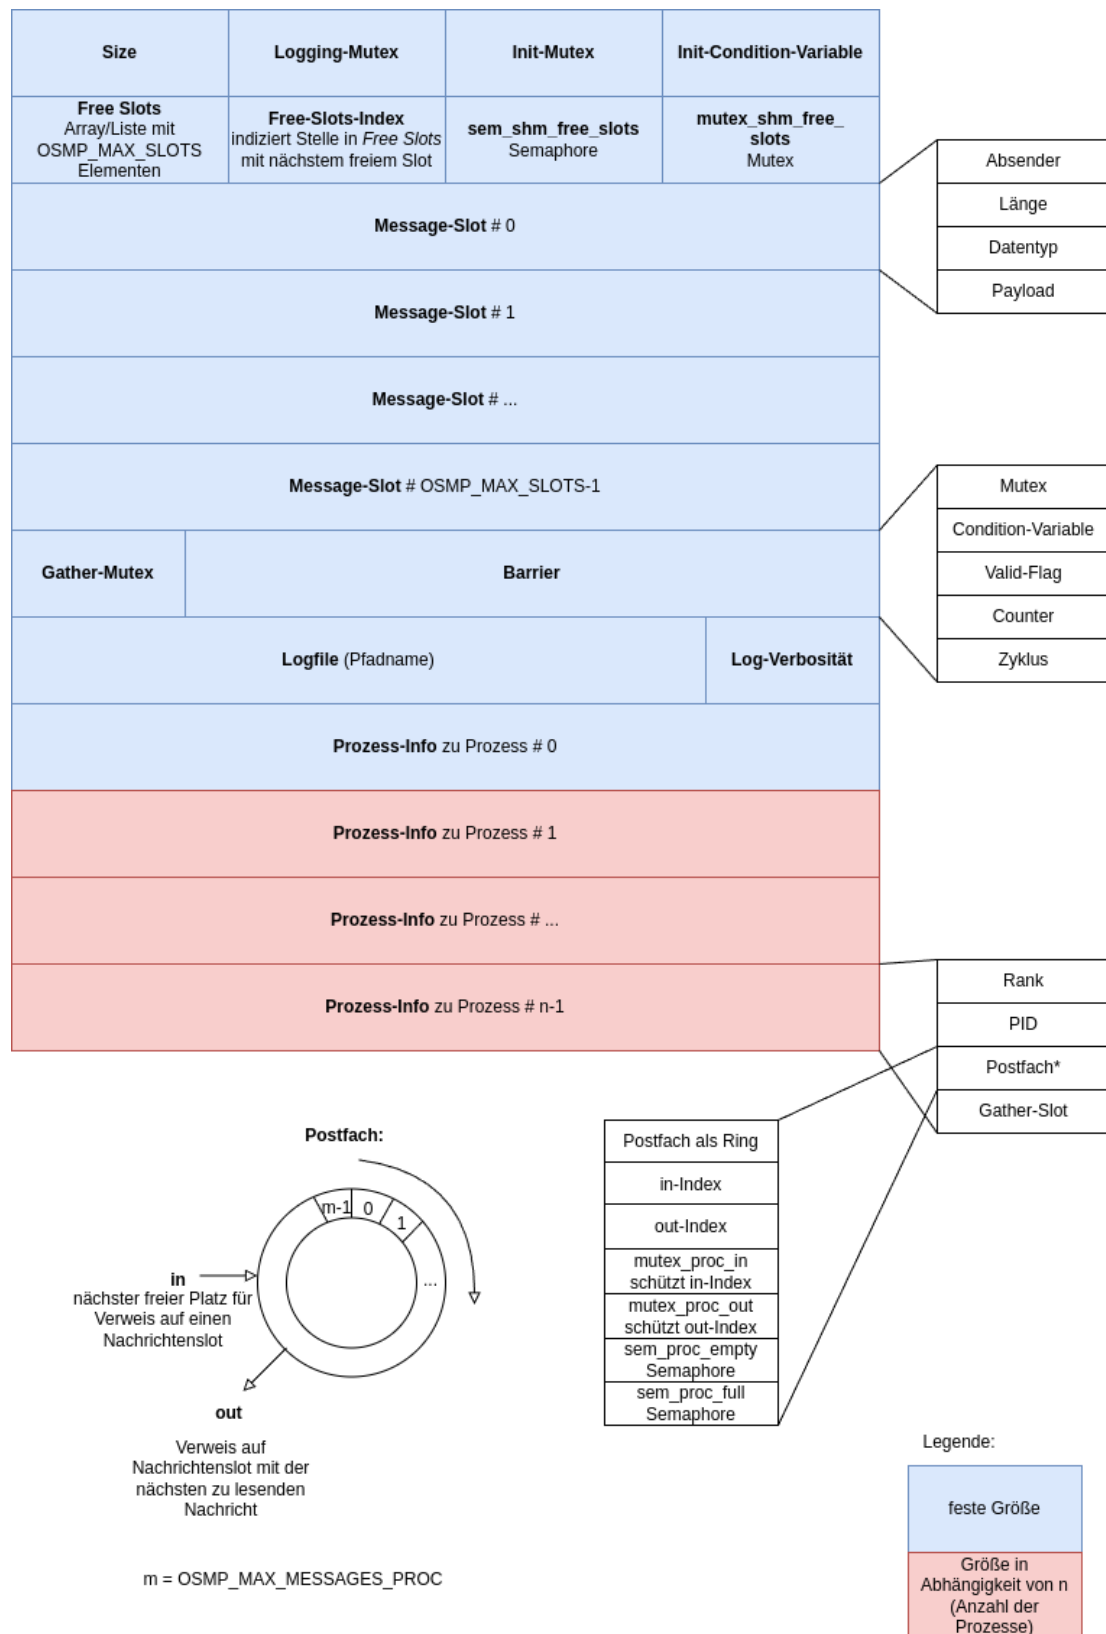 Size
Logging-Mutex
Init-Mutex
Init-Condition-Variable
Free Slots
Array/Liste mit
OSMP_MAX_SLOTS
Elementen
Free-Slots-Index
indiziert Stelle in Free Slots
mit nächstem freiem Slot
sem_shm_free_slots
Semaphore
mutex_shm_free_
slots
Mutex
Absender
Länge
Datentyp
Payload
Message-Slot # 0
Message-Slot # 1
Message-Slot # ...
Message-Slot # OSMP_MAX_SLOTS-1
Mutex
Condition-Variable
Valid-Flag
Counter
Zyklus
Gather-Mutex
Barrier
Logfile (Pfadname)
Log-Verbosität
Prozess-Info zu Prozess # 0
Prozess-Info zu Prozess # 1
Prozess-Info zu Prozess # ...
Prozess-Info zu Prozess # n-1
Rank
PID
Postfach*
Gather-Slot
Postfach:
m-1
0
1
...
in
nächster freier Platz für
Verweis auf einen
Nachrichtenslot
out
Verweis auf
Nachrichtenslot mit der
nächsten zu lesenden
Nachricht
m = OSMP_MAX_MESSAGES_PROC
Postfach als Ring
in-Index
out-Index
mutex_proc_in
schützt in-Index
mutex_proc_out
schützt out-Index
sem_proc_empty
Semaphore
sem_proc_full
Semaphore
Legende:
feste Größe
Größe in
Abhängigkeit von n
(Anzahl der
Prozesse)